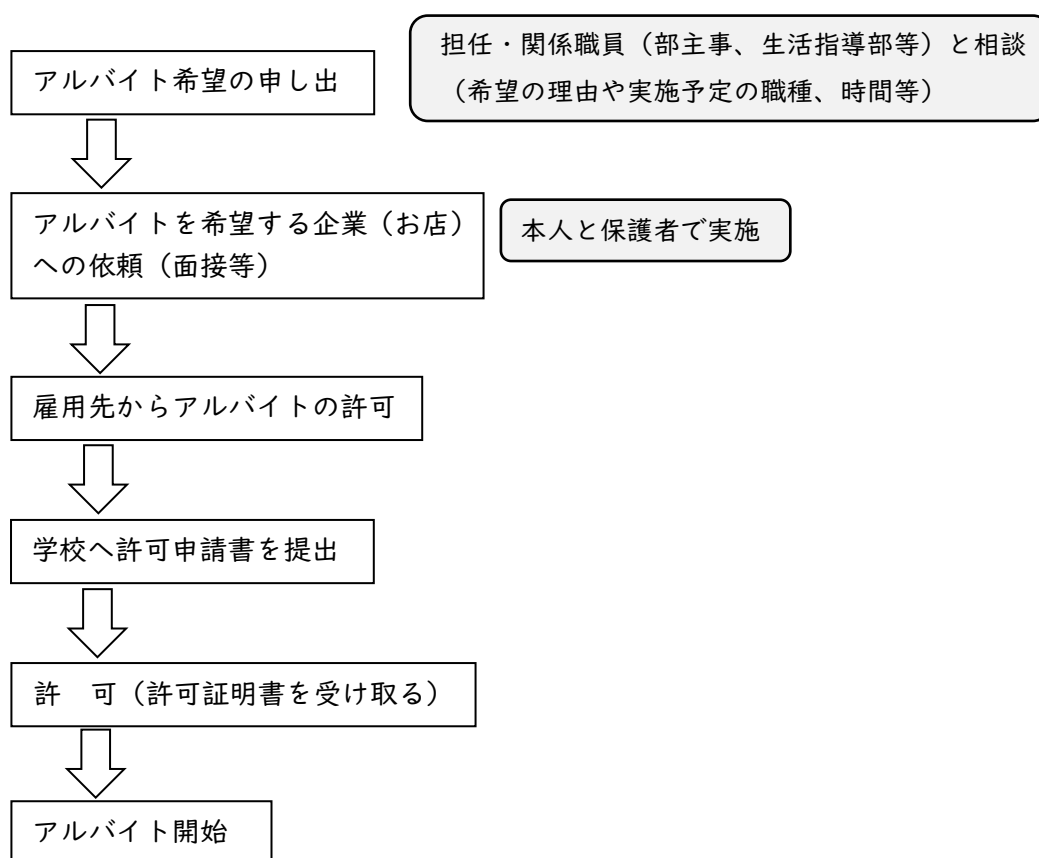 アルバイト希望の申し出
担任・関係職員（部主事、生活指導部等）と相談
（希望の理由や実施予定の職種、時間等）
アルバイトを希望する企業（お店）
への依頼（面接等）
本人と保護者で実施
雇用先からアルバイトの許可
学校へ許可申請書を提出
許　可（許可証明書を受け取る）
アルバイト開始